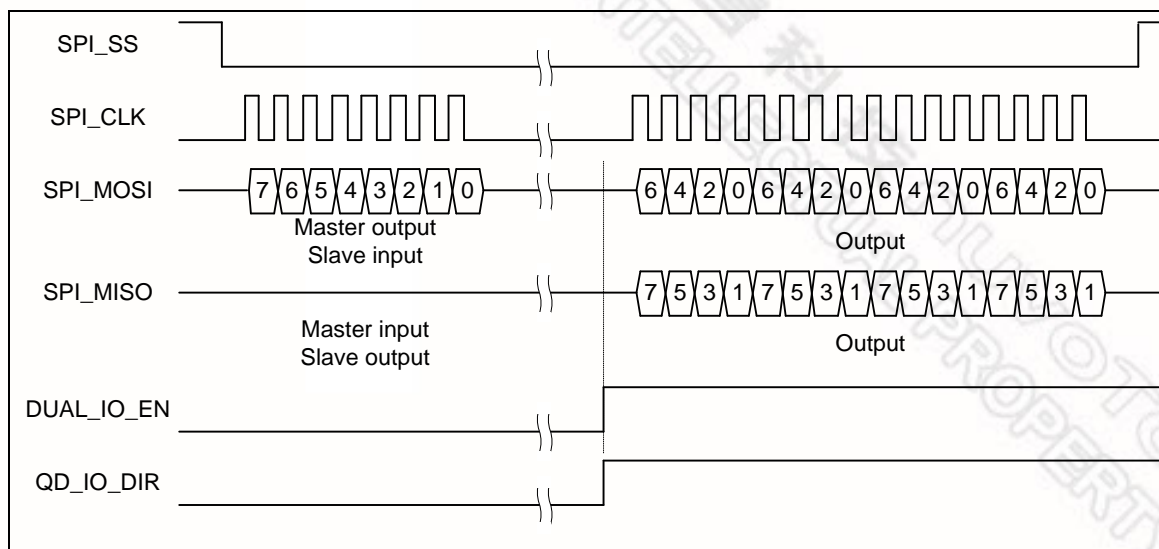 SPI_SS
SPI_CLK
SPI_MOSI
7 6 5 4 3 2 1 0
6 4 2 0 6 4 2 0 6 4 2 0 6 4 2 0
Master output
Slave input
Output
SPI_MISO
7 5 3 1 7 5 3 1 7 5 3 1 7 5 3 1
Master input
Slave output
Output
DUAL_IO_EN
QD_IO_DIR